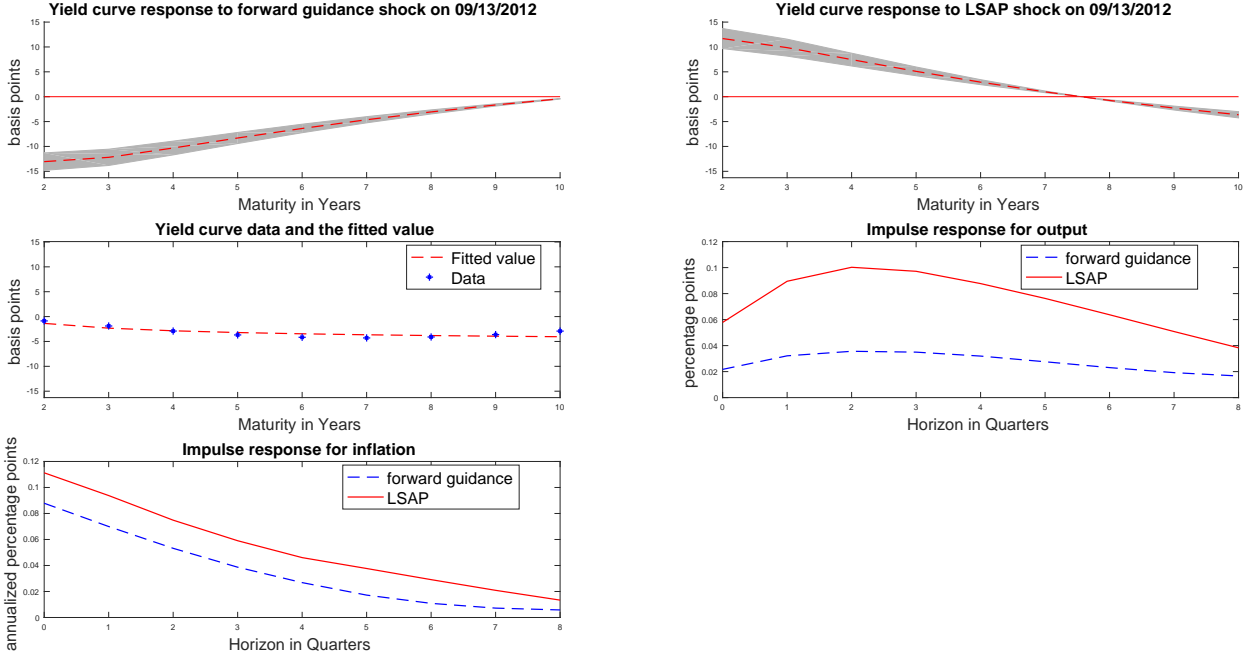 Yield curve response to forward guidance shock on 09/13/2012
15
10
5
0
-5
-10
-15
basis points
2 3 4 5 6 7 8 9 10
Maturity in Years
Yield curve response to LSAP shock on 09/13/2012
15
10
5
0
-5
-10
-15
basis points
2 3 4 5 6 7 8 9 10
Maturity in Years
Yield curve data and the fitted value
15
10
5
0
-5
-10
-15
basis points
Fitted value
Data
2 3 4 5 6 7 8 9 10
Maturity in Years
Impulse response for output
0.12
0.1
0.08
0.06
0.04
0.02
0
percentage points
forward guidance
LSAP
0 1 2 3 4 5 6 7 8
Horizon in Quarters
Impulse response for inflation
0.12
0.1
0.08
0.06
0.04
0.02
0
annualized percentage points
forward guidance
LSAP
0 1 2 3 4 5 6 7 8
Horizon in Quarters